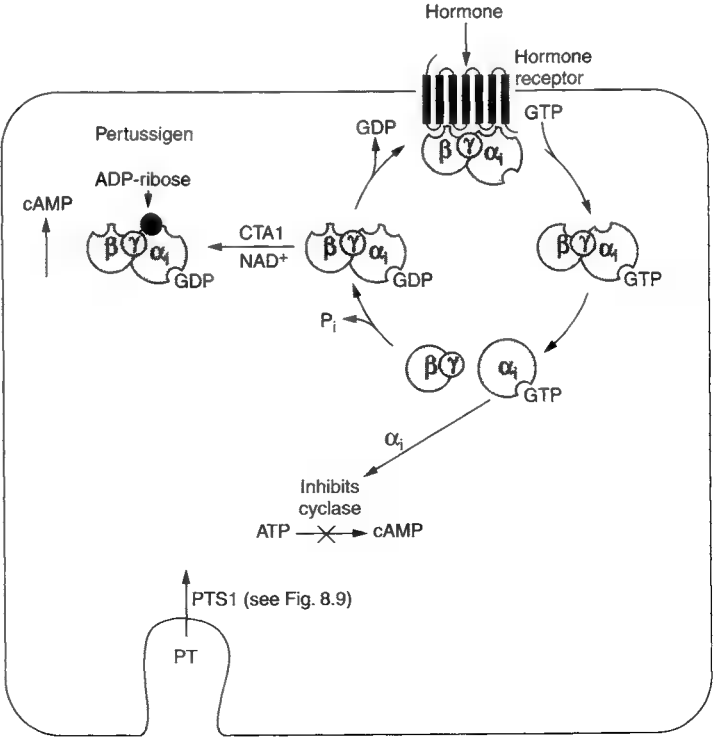 Hormone
Hormone
receptor
GTP
GDP
β γ αi
Pertussigen
ADP-ribose
cAMP
β γ αi
GDP
CTA1
NAD+
β γ αi
GDP
β γ αi
GTP
Pi
β γ
αi
GTP
αi
Inhibits
cyclase
ATP
cAMP
PTS1 (see Fig. 8.9)
PT